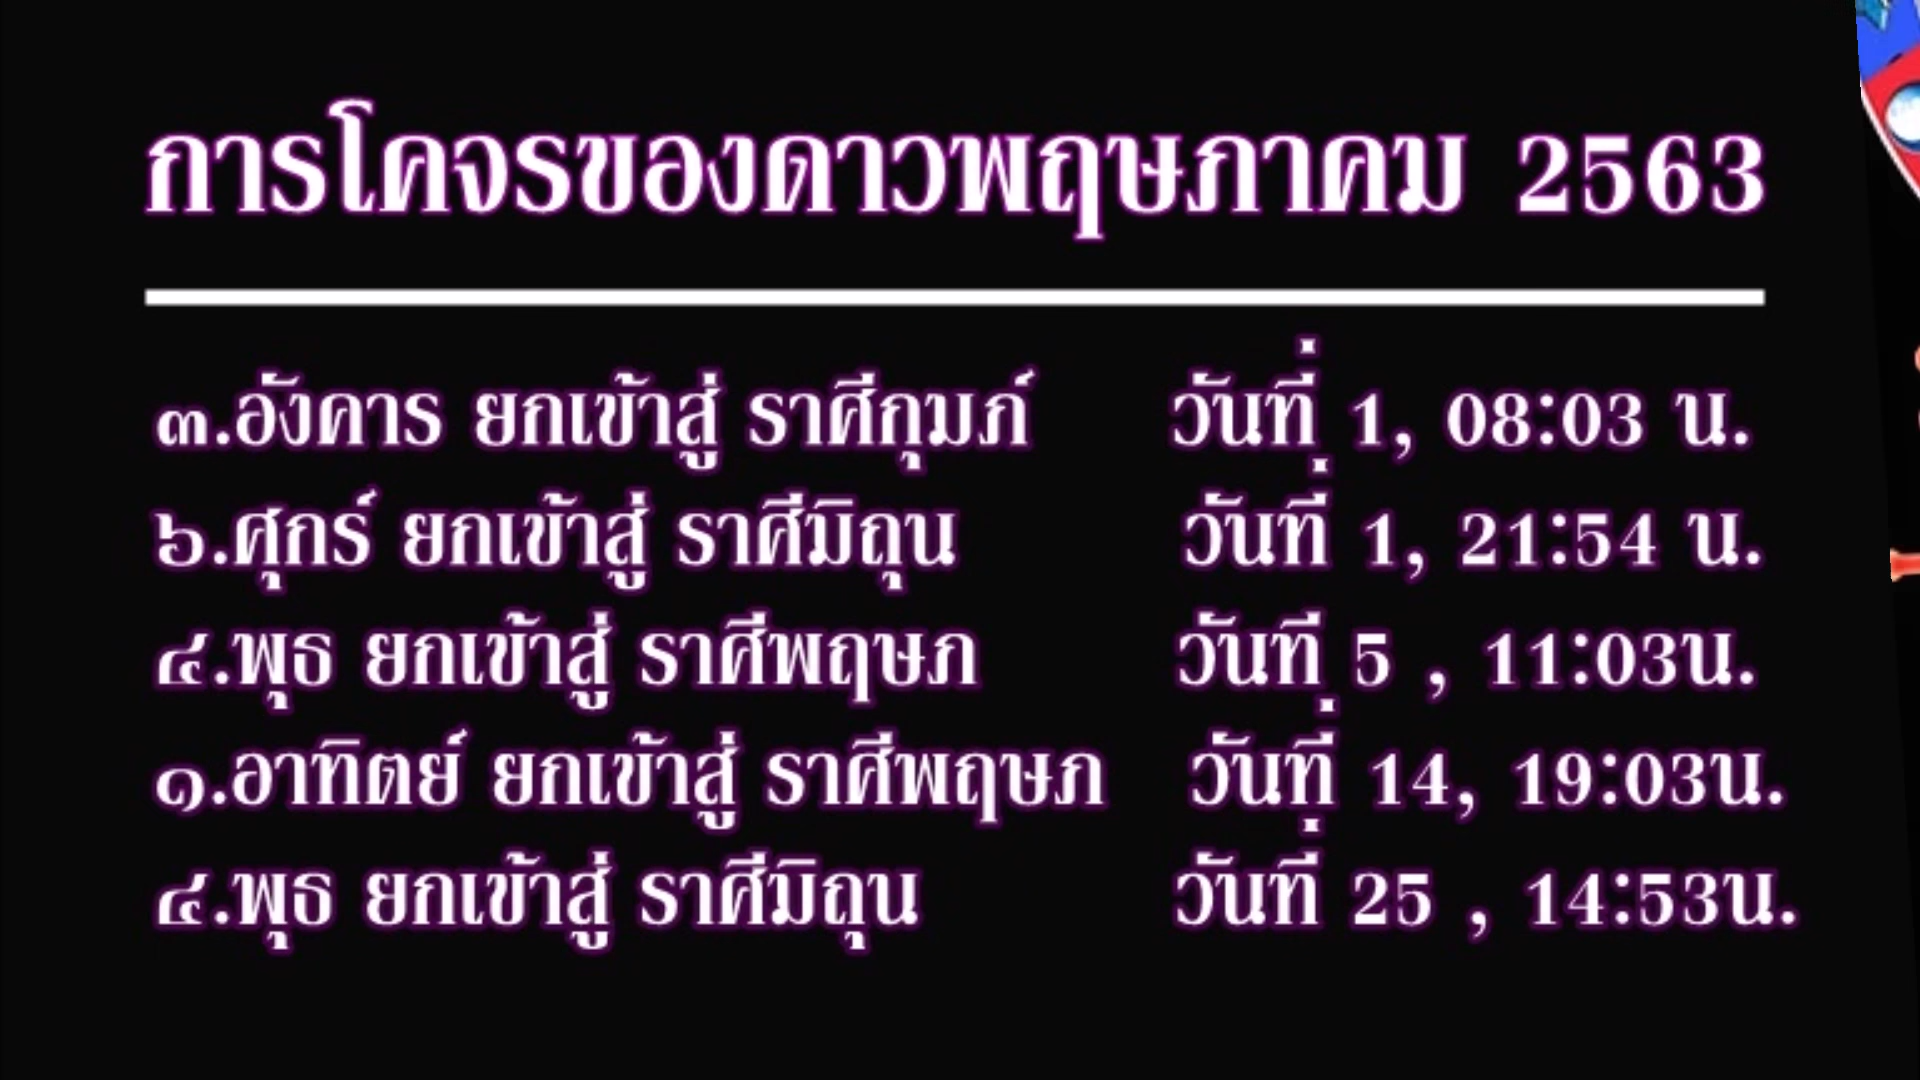 การโคจรของดาวพฤษภาคม 2563
๓.อังคาร ยกเข้าสู่ ราศีกุมภ์ วันที่ 1, 08:03 น.
๖.ศุกร์ ยกเข้าสู่ ราศีมิถุน วันที่ 1, 21:54 น.
๔.พุธ ยกเข้าสู่ ราศีพฤษภ วันที่ 5 , 11:03น.
๑.อาทิตย์ ยกเข้าสู่ ราศีพฤษภ วันที่ 14, 19:03น.
๔.พุธ ยกเข้าสู่ ราศีมิถุน วันที่ 25 , 14:53น.